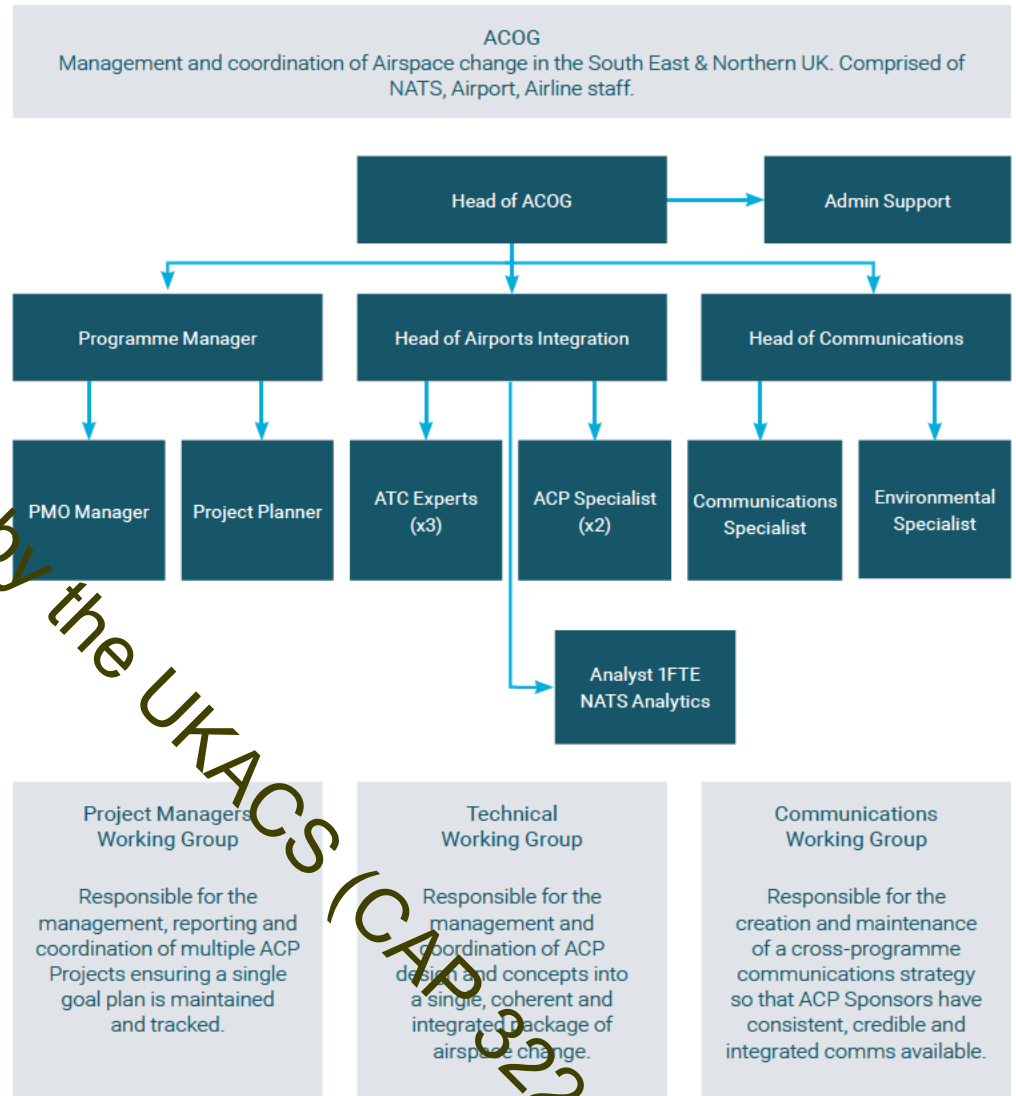 ACOG
Management and coordination of Airspace change in the South East & Northern UK. Comprised of
NATS, Airport, Airline staff.
Head of ACOG
Admin Support
Programme Manager
Head of Airports Integration
Head of Communications
PMO Manager
Project Planner
ATC Experts
(x3)
ACP Specialist
(x2)
Communications
Specialist
Environmental
Specialist
Analyst 1FTE
NATS Analytics
Project Managers
Working Group
Responsible for the
management, reporting and
coordination of multiple ACP
Projects ensuring a single
goal plan is maintained
and tracked.
Technical
Working Group
Responsible for the
management and
coordination of ACP
design and concepts into
a single, coherent and
integrated package of
airspace change.
Communications
Working Group
Responsible for the
creation and maintenance
of a cross-programme
communications strategy
so that ACP Sponsors have
consistent, credible and
integrated comms available.
by the UKACS (CAP